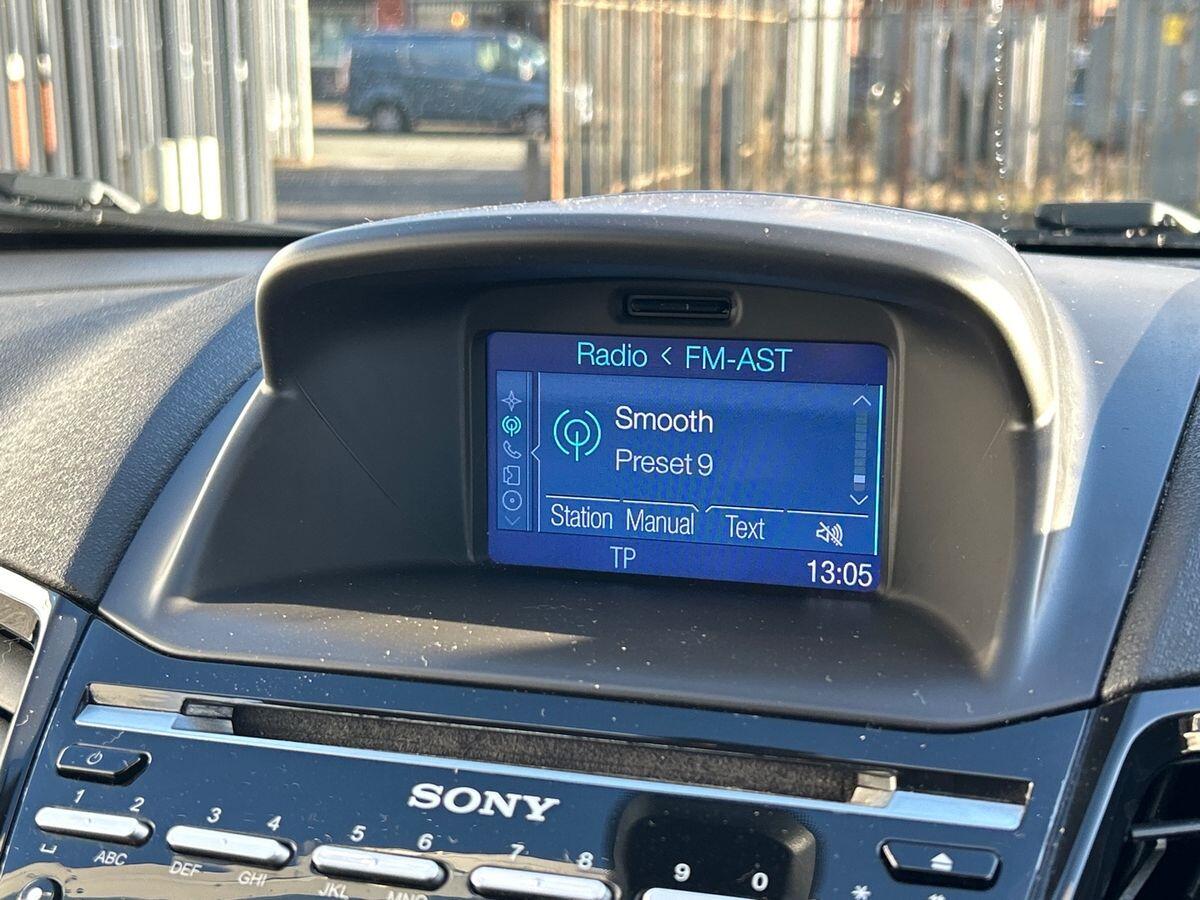 Radio < FM-AST
Smooth
Preset 9
Station Manual Text
TP
13:05
SONY
1 2 3 4 5 6 7 8 9 0 *
ABC DEF GHI JKL MNO